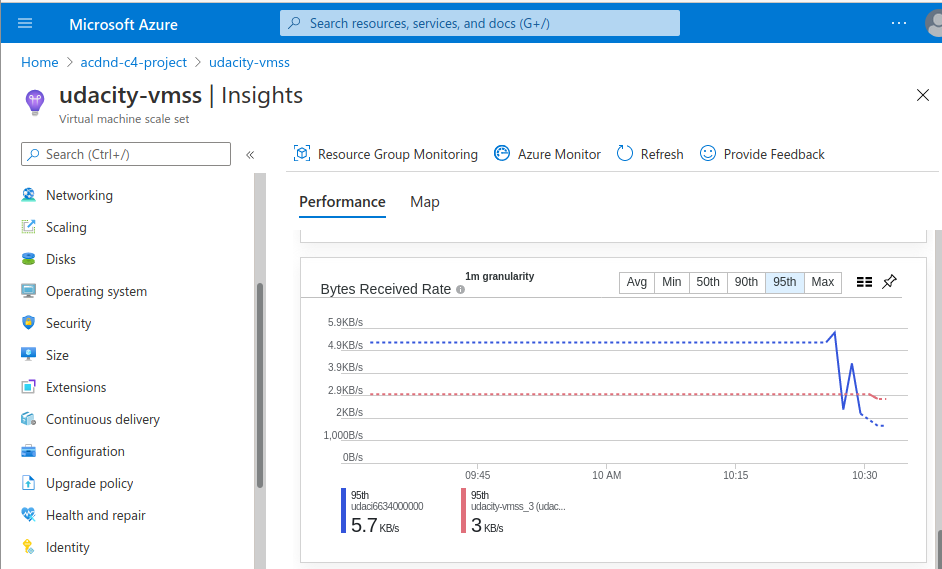 Microsoft Azure
Search resources, services, and docs (G+/)
Home > acdnd-c4-project > udacity-vmss
udacity-vmss | Insights
Virtual machine scale set
Search (Ctrl+/)
Networking
Scaling
Disks
Operating system
Security
Size
Extensions
Continuous delivery
Configuration
Upgrade policy
Health and repair
Identity
Resource Group Monitoring
Azure Monitor
Refresh
Provide Feedback
Performance
Map
1m granularity
Bytes Received Rate
Avg
Min
50th
90th
95th
Max
5.9KB/s
4.9KB/s
3.9KB/s
2.9KB/s
2KB/s
1,000B/s
0B/s
09:45
10 AM
10:15
10:30
95th
udaci6634000000
5.7 KB/s
95th
udacity-vmss_3 (udac...
3 KB/s